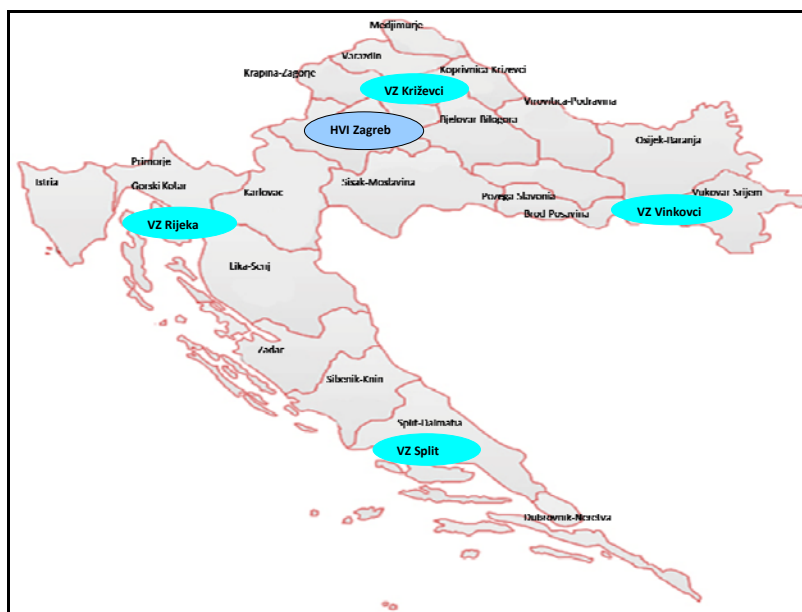 Medjimurje
Varazdin
Krapina-Zagorje
Koprivnica Krizevci
VZ Križevci
Virovitica-Podravina
HVI Zagreb
Bjelovar Bilogora
Osijek-Baranja
Primorje
Gorski Kotar
Istria
Karlovac
Sisak-Moslavina
Pozega Slavonia
Vukovar Srijem
VZ Vinkovci
Brod Posavina
VZ Rijeka
Lika-Senj
Zadar
Sibenik-Knin
Split-Dalmatia
VZ Split
Dubrovnik-Neretva